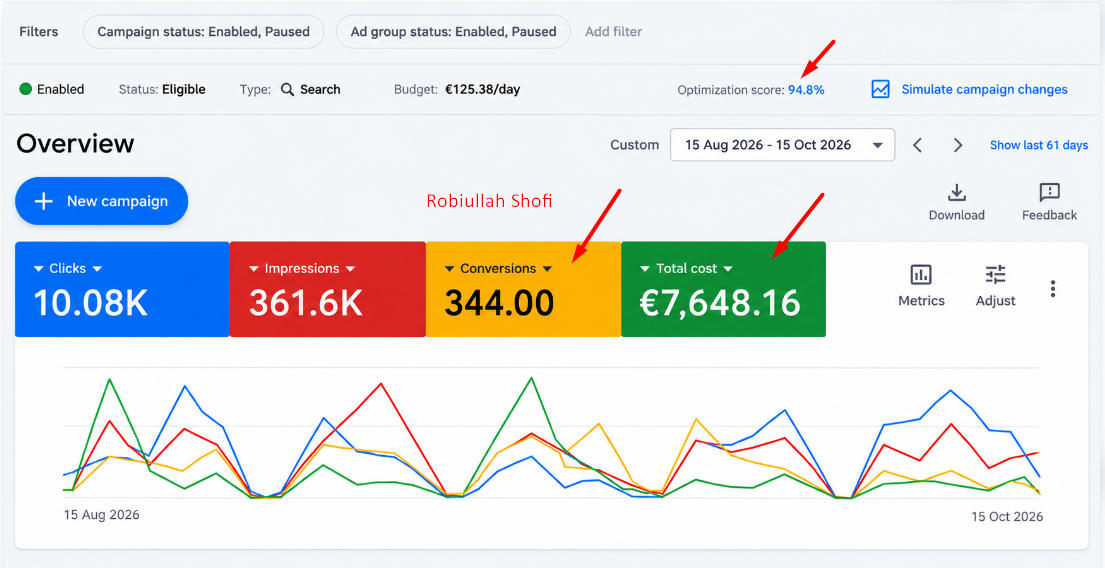 Filters Campaign status: Enabled, Paused Ad group status: Enabled, Paused Add filter
Enabled Status: Eligible Type: Search Budget: €125.38/day Optimization score: 94.8% Simulate campaign changes
Overview Custom 15 Aug 2026 - 15 Oct 2026 Show last 61 days
New campaign Robiullah Shofi Download Feedback
Clicks Impressions Conversions Total cost
10.08K 361.6K 344.00 €7,648.16 Metrics Adjust
15 Aug 2026 15 Oct 2026